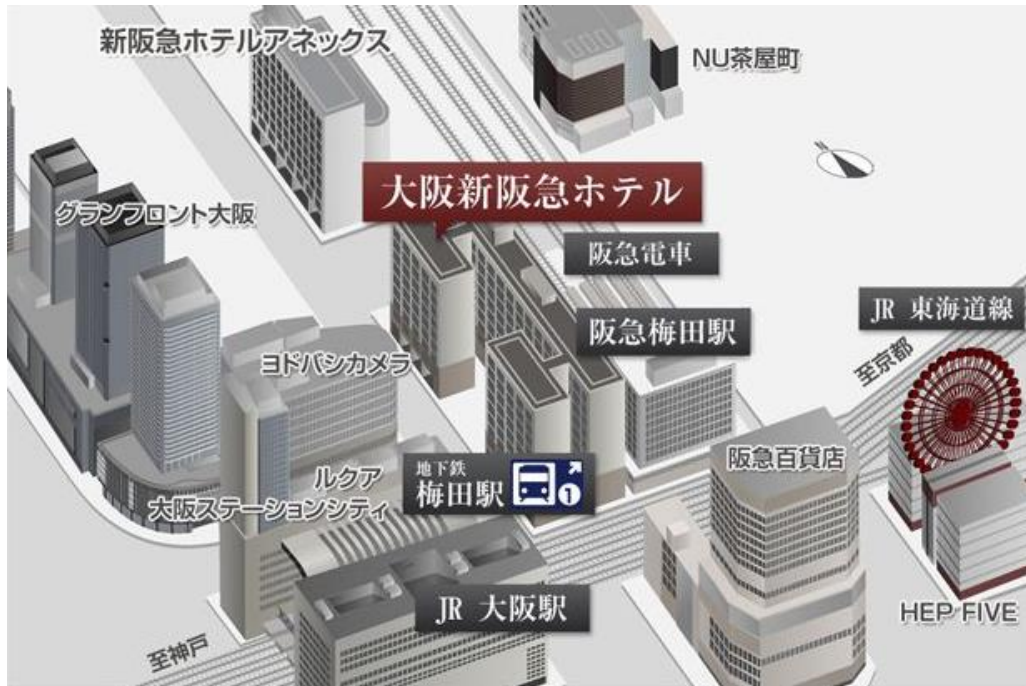 新阪急ホテルアネックス
NU茶屋町
大阪新阪急ホテル
グランフロント大阪
阪急電車
JR 東海道線
阪急梅田駅
ヨドバシカメラ
至京都
阪急百貨店
ルクア
大阪ステーションシティ
地下鉄
梅田駅
1
JR 大阪駅
HEP FIVE
至神戸